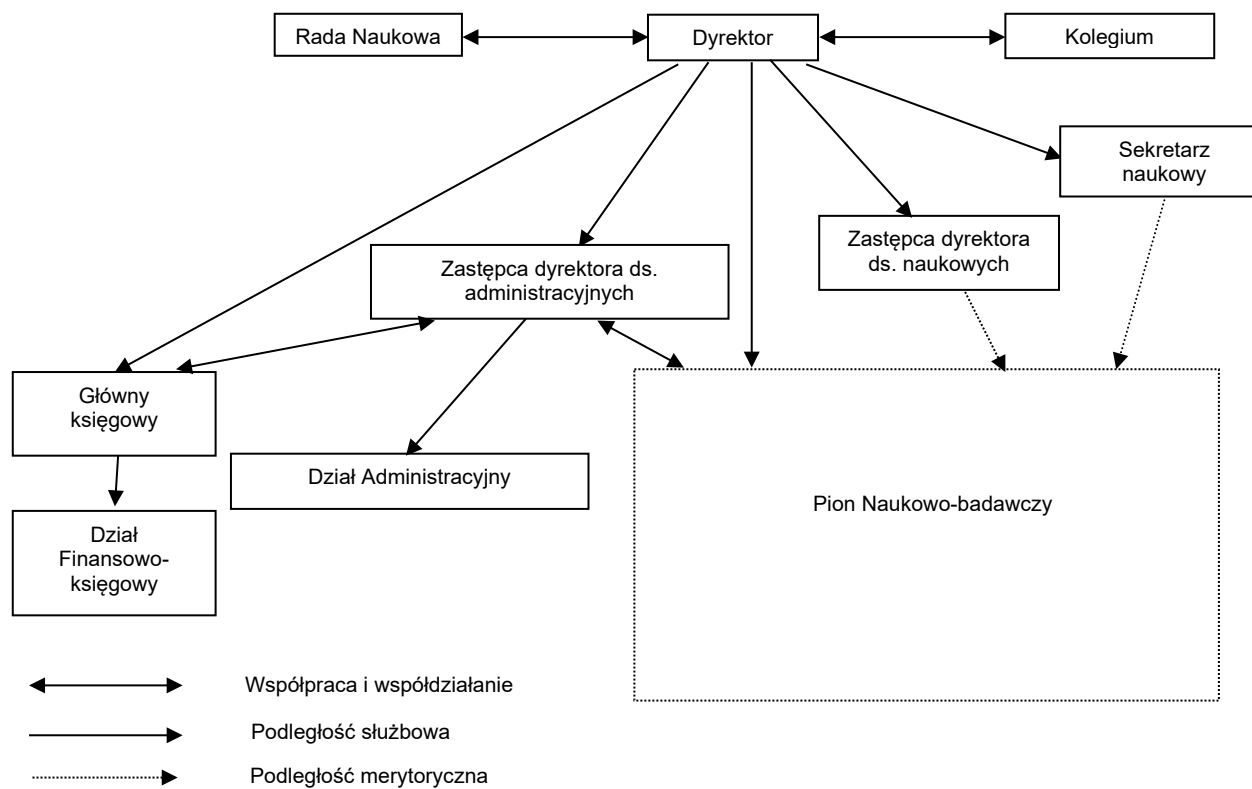 Rada Naukowa
Dyrektor
Kolegium
Sekretarz
naukowy
Zastępca dyrektora
ds. naukowych
Zastępca dyrektora ds.
administracyjnych
Główny
księgowy
Dział Administracyjny
Pion Naukowo-badawczy
Dział
Finansowo-
księgowy
Współpraca i współdziałanie
Podległość służbowa
Podległość merytoryczna